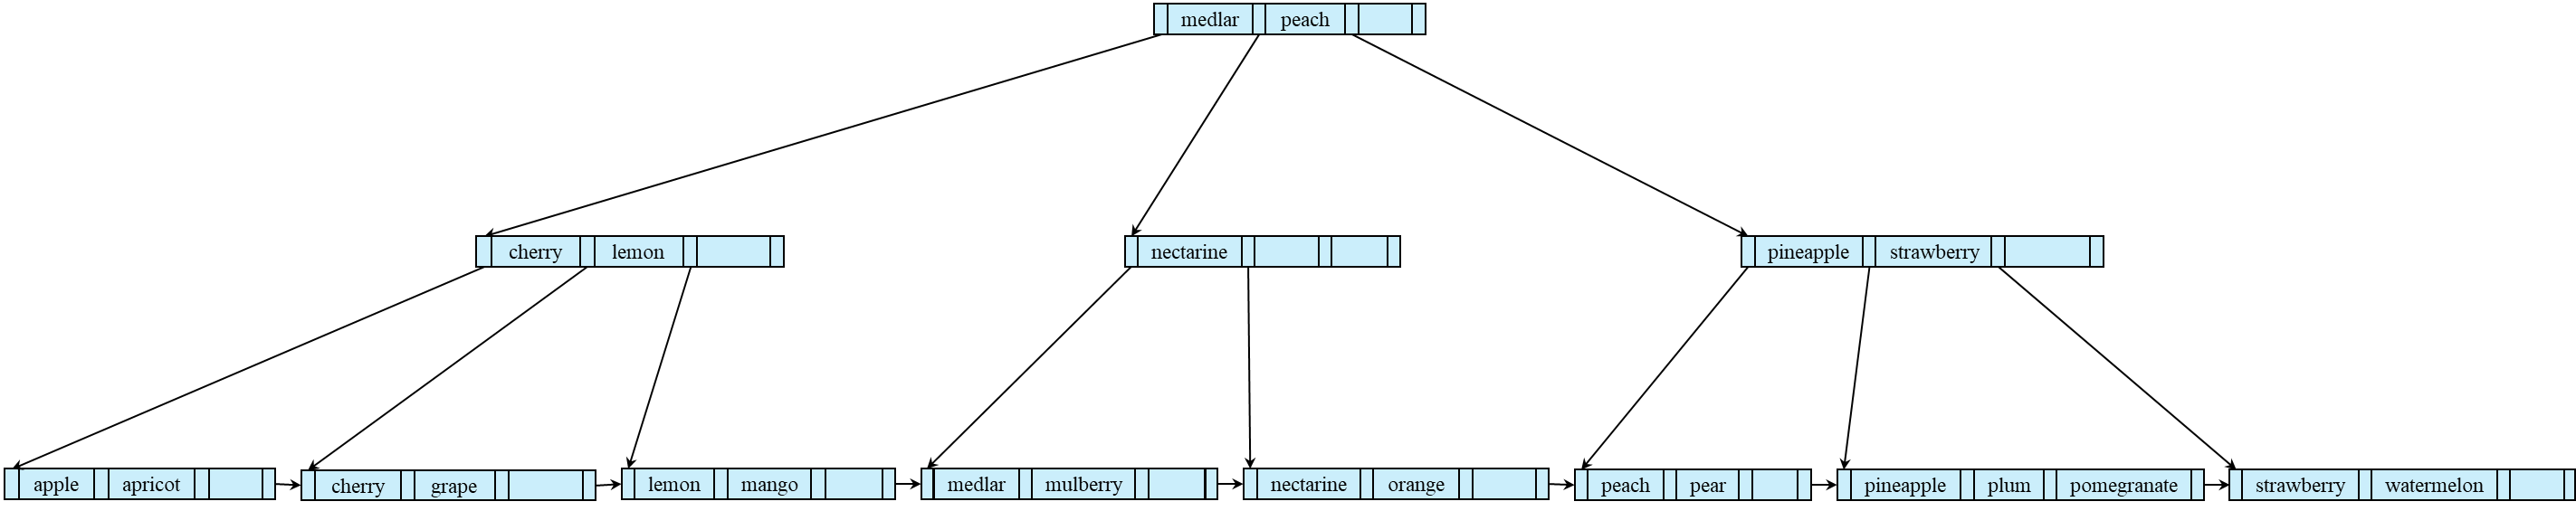 medlar peach
cherry lemon nectarine pineapple strawberry
apple apricot cherry grape lemon mango medlar mulberry nectarine orange peach pear pineapple plum pomegranate strawberry watermelon